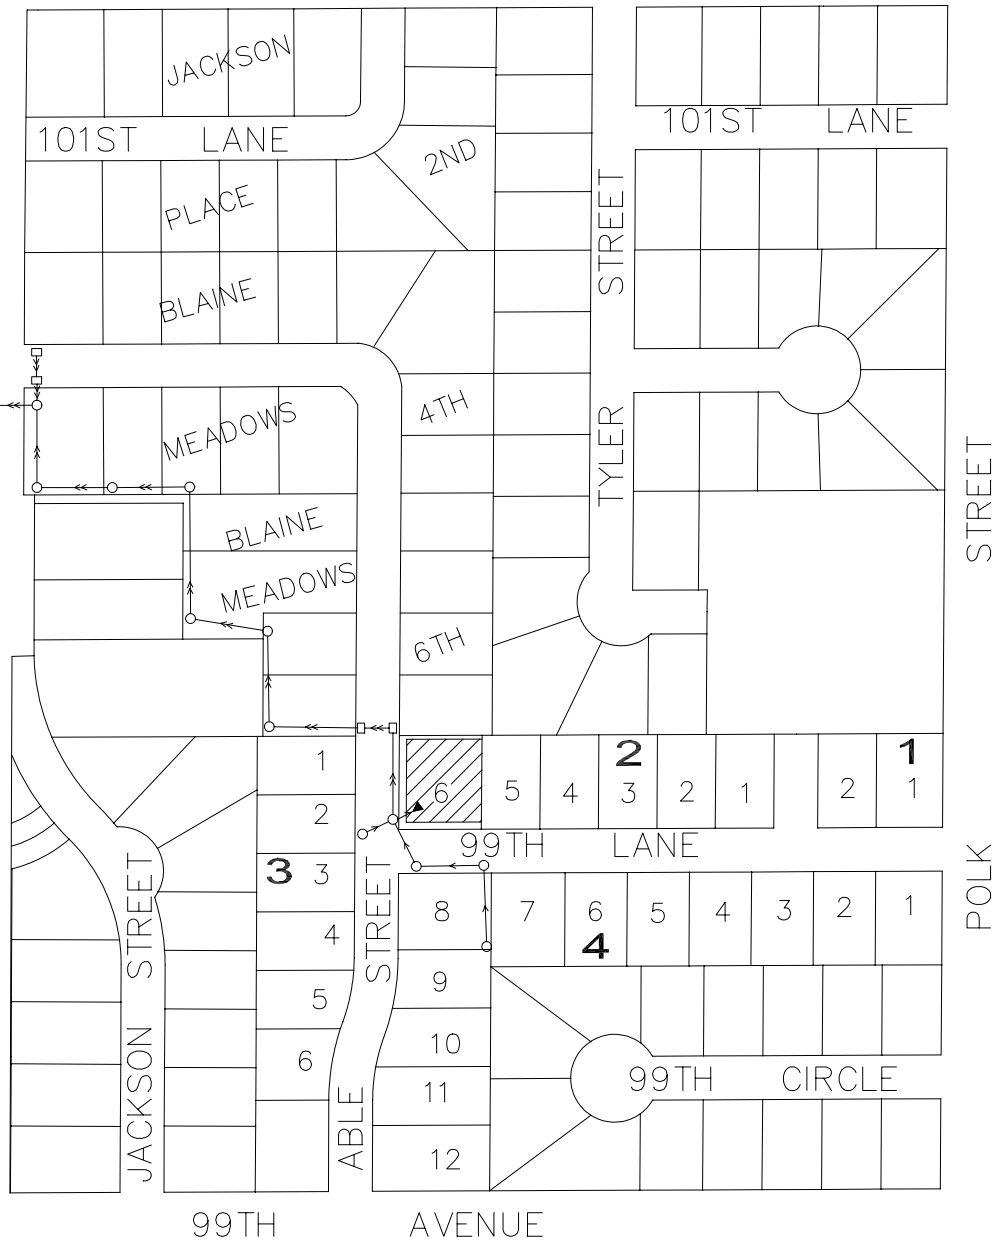 JACKSON
101ST LANE
101ST LANE
2ND
PLACE
STREET
BLAINE
4TH
MEADOWS
TYLER
STREET
BLAINE
MEADOWS
6TH
1
2
1
6
5
4
3
2
1
2
1
2
99TH LANE
3
3
STREET
STREET
POLK
8
7
6
5
4
3
2
1
4
4
9
5
10
6
99TH CIRCLE
11
JACKSON
ABLE
12
99TH AVENUE